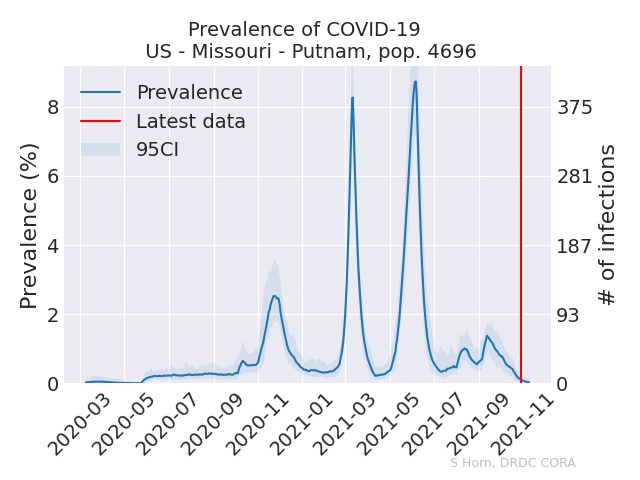 Prevalence of COVID-19
US - Missouri - Putnam, pop. 4696
Prevalence
Latest data
95CI
Prevalence (%)
8
6
4
2
0
# of infections
375
281
187
93
0
2020-03
2020-05
2020-07
2020-09
2020-11
2021-01
2021-03
2021-05
2021-07
2021-09
2021-11
S Horn, DRDC CORA